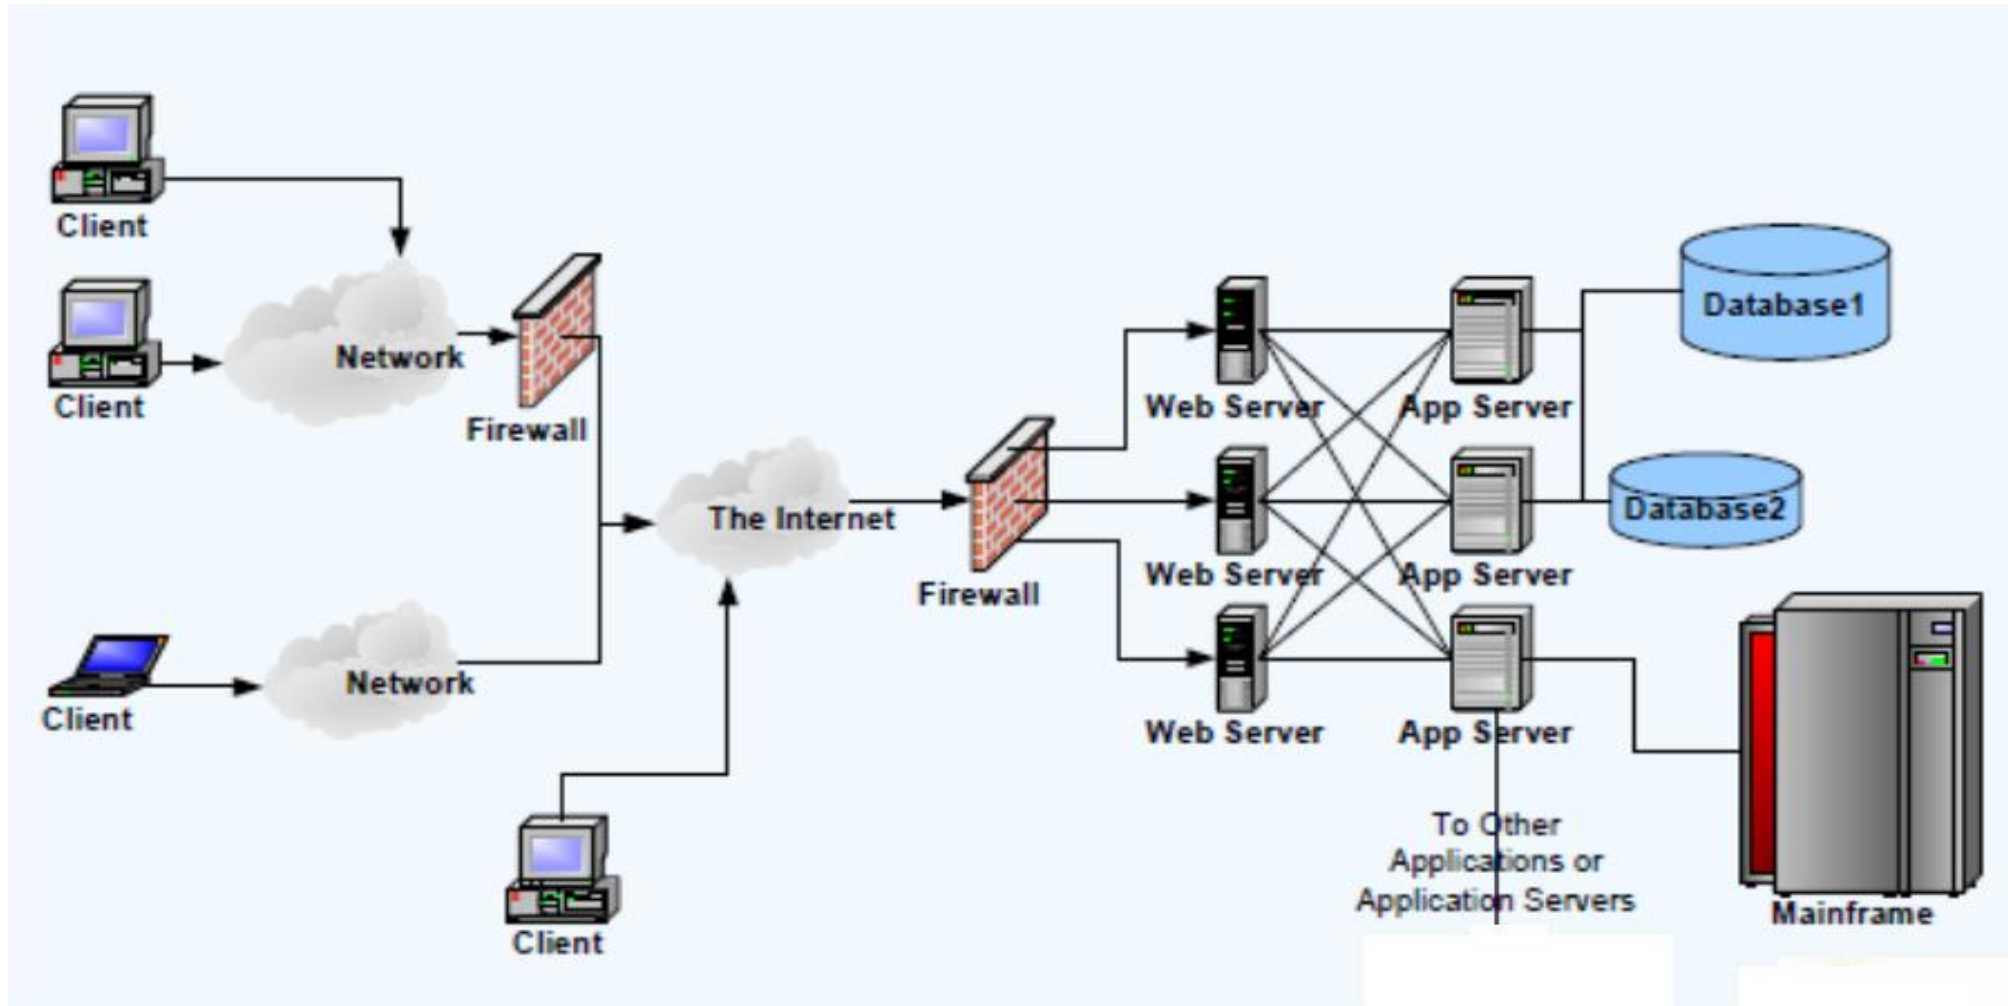 Client
Client
Network
Firewall
Client
Network
Client
The Internet
Firewall
Web Server
Web Server
Web Server
App Server
App Server
App Server
Database1
Database2
To Other
Applications or
Application Servers
Mainframe